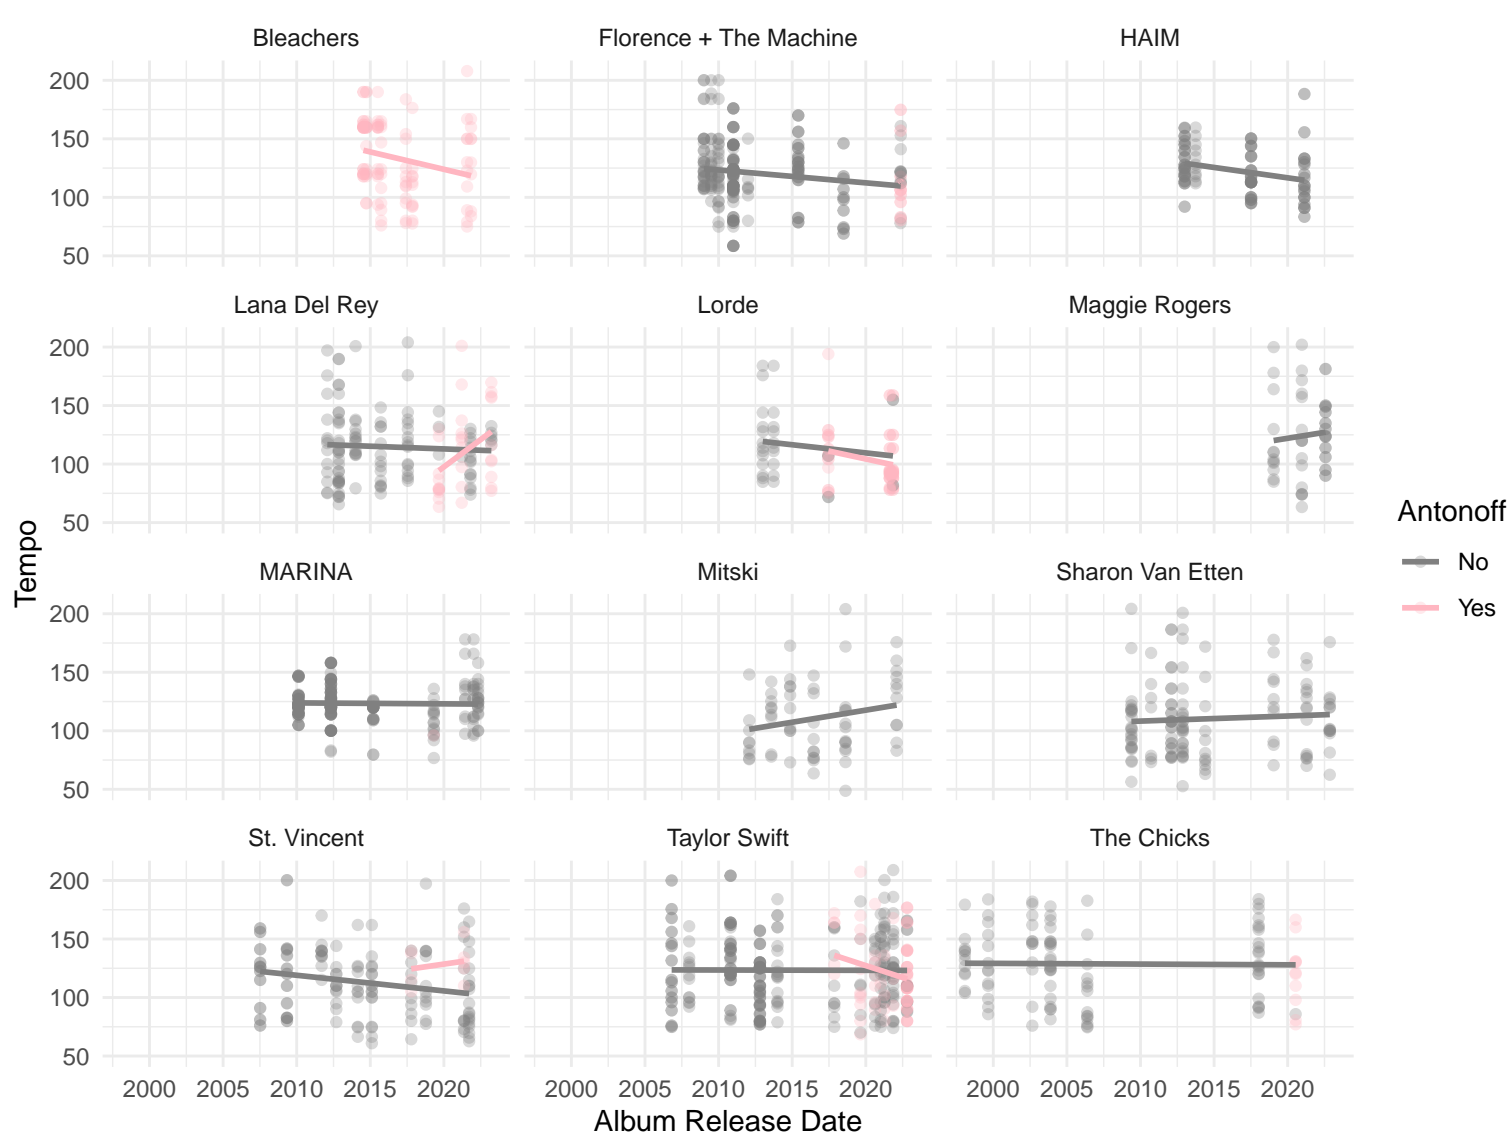 Bleachers
Florence + The Machine
HAIM
200
150
100
50
Lana Del Rey
Lorde
Maggie Rogers
200
150
100
50
Tempo
Antonoff
No
Yes
MARINA
Mitski
Sharon Van Etten
200
150
100
50
St. Vincent
Taylor Swift
The Chicks
200
150
100
50
2000 2005 2010 2015 2020
2000 2005 2010 2015 2020
2000 2005 2010 2015 2020
Album Release Date